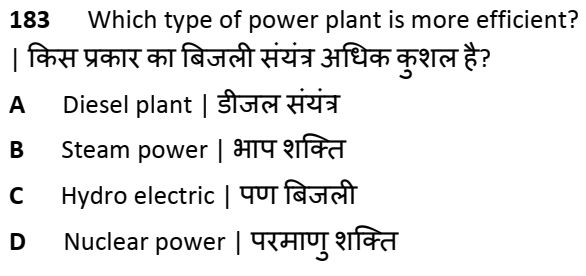 183 Which type of power plant is more efficient?
| किस प्रकार का बिजली संयंत्र अधिक कुशल है?
A Diesel plant | डीजल संयंत्र
B Steam power | भाप शक्ति
C Hydro electric | पण बिजली
D Nuclear power | परमाणु शक्ति